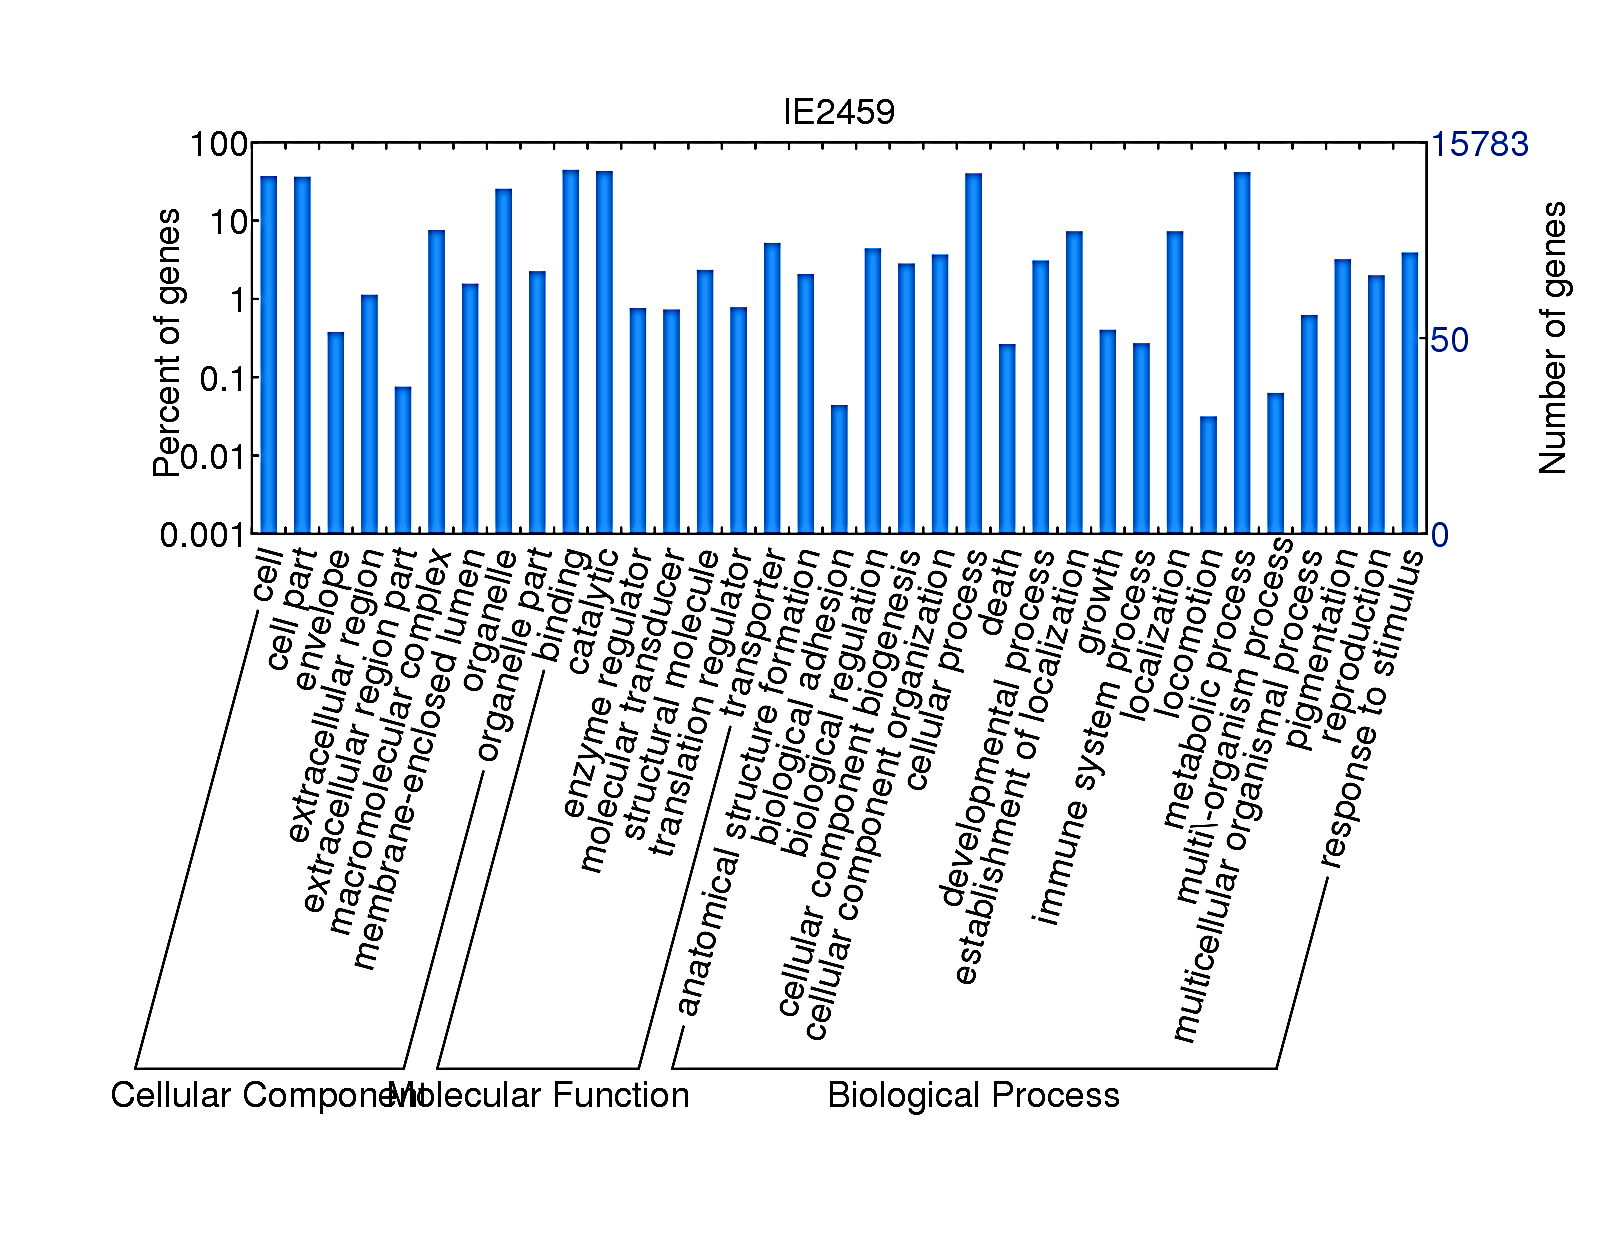 IE2459
100
10
1
0.1
0.01
0.001
Percent of genes
15783
50
0
Number of genes
cell
cell part
envelope
extracellular region
extracellular region part
macromolecular complex
membrane-enclosed lumen
organelle
organelle part
binding
catalytic
enzyme regulator
molecular transducer
structural molecule
translation regulator
transporter
anatomical structure formation
biological adhesion
biological regulation
cellular component biogenesis
cellular component organization
cellular process
death
developmental process
establishment of localization
growth
immune system process
localization
locomotion
metabolic process
multi\-organism process
multicellular organismal process
pigmentation
reproduction
response to stimulus
Cellular Component
Molecular Function
Biological Process